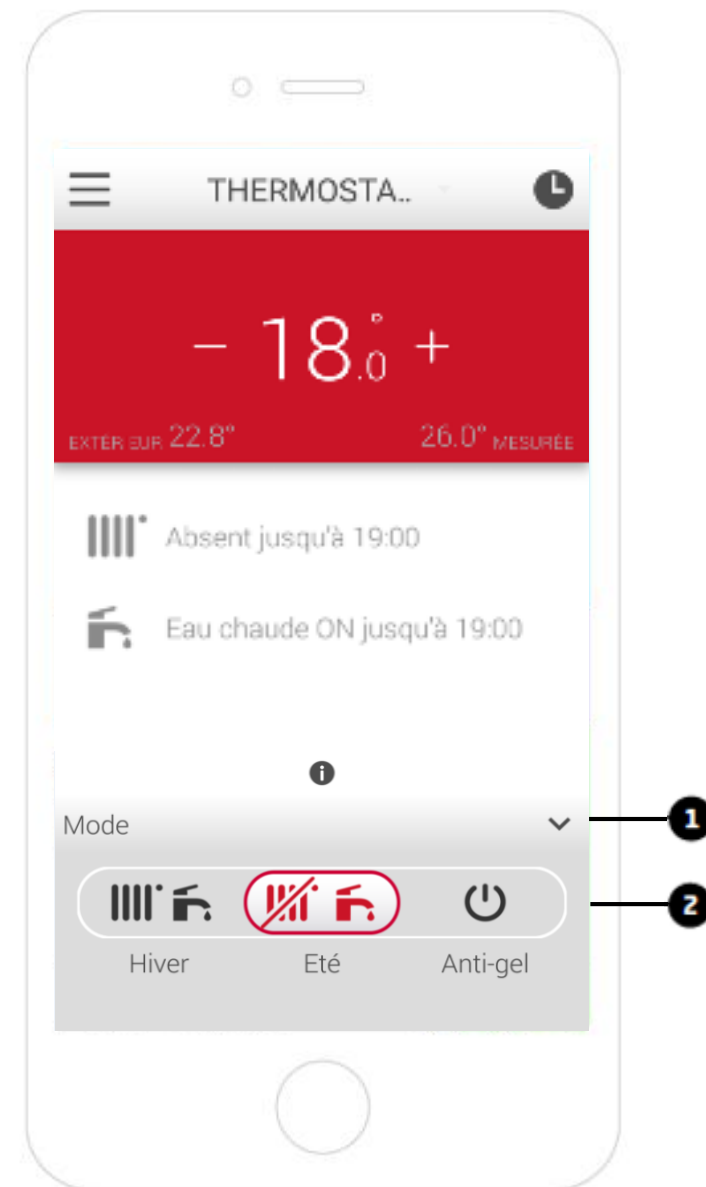 THERMOSTA..
− 18.0° +
EXTÉRIEUR 22.8° 26.0° MESURÉE
Absent jusqu'à 19:00
Eau chaude ON jusqu'à 19:00
i
Mode
1
2
Hiver Eté Anti-gel